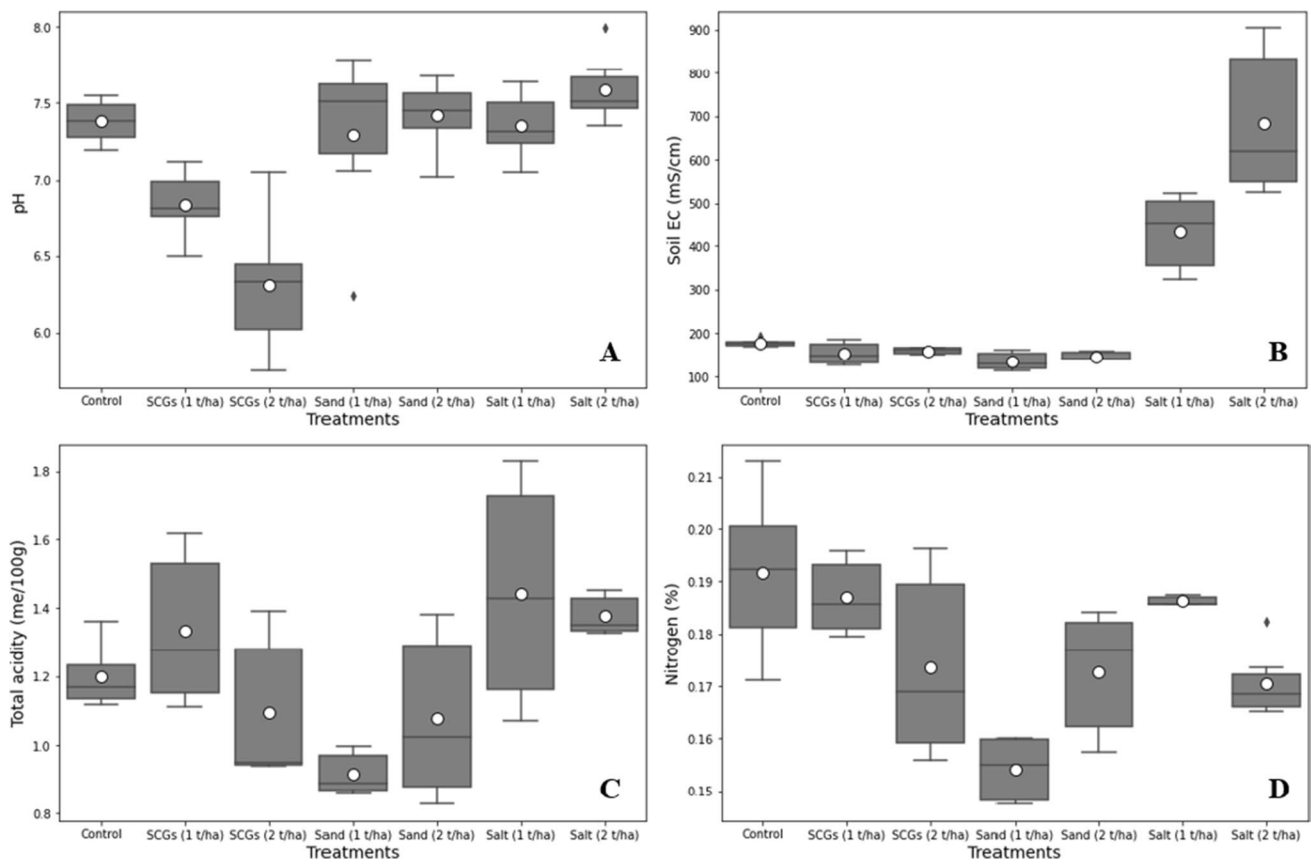 8.0
7.5
7.0
6.5
6.0
pH
A
Control SCGs (1 t/ha) SCGs (2 t/ha) Sand (1 t/ha) Sand (2 t/ha) Salt (1 t/ha) Salt (2 t/ha)
Treatments
900
800
700
600
500
400
300
200
100
Soil EC (mS/cm)
B
Control SCGs (1 t/ha) SCGs (2 t/ha) Sand (1 t/ha) Sand (2 t/ha) Salt (1 t/ha) Salt (2 t/ha)
Treatments
1.8
1.6
1.4
1.2
1.0
0.8
Total acidity (me/100g)
C
Control SCGs (1 t/ha) SCGs (2 t/ha) Sand (1 t/ha) Sand (2 t/ha) Salt (1 t/ha) Salt (2 t/ha)
Treatments
0.21
0.20
0.19
0.18
0.17
0.16
0.15
Nitrogen (%)
D
Control SCGs (1 t/ha) SCGs (2 t/ha) Sand (1 t/ha) Sand (2 t/ha) Salt (1 t/ha) Salt (2 t/ha)
Treatments